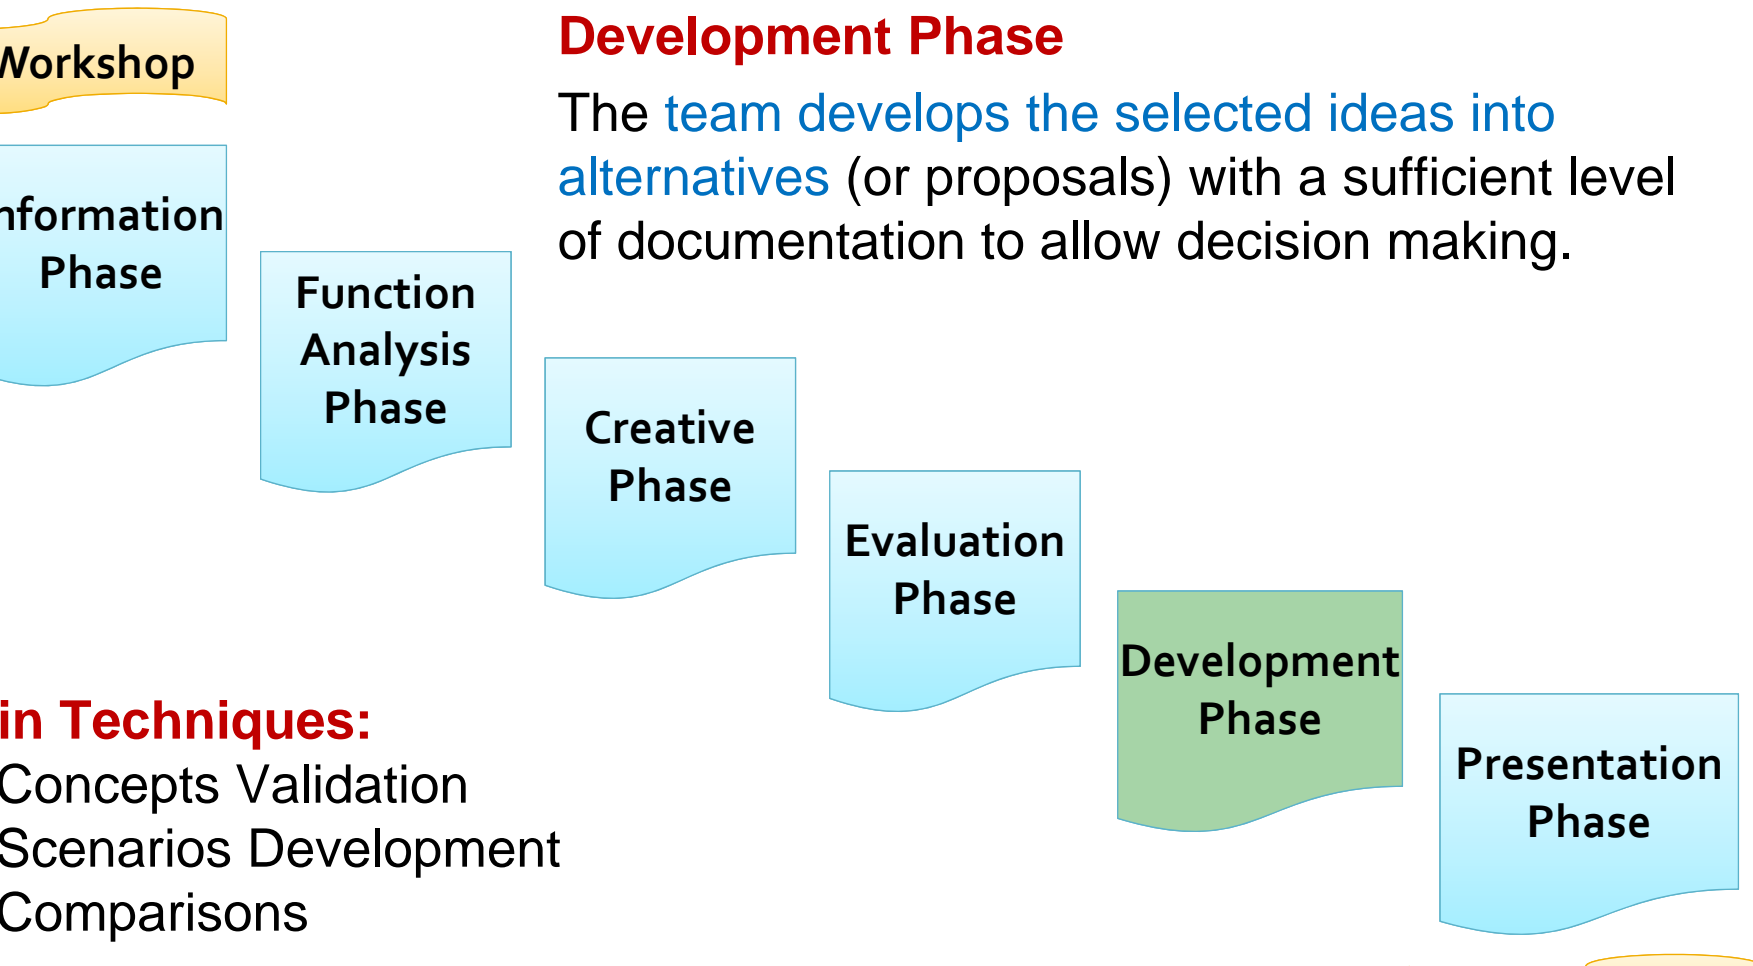 Workshop
Development Phase
The team develops the selected ideas into
alternatives (or proposals) with a sufficient level
of documentation to allow decision making.
nformation
Phase
Function
Analysis
Phase
Creative
Phase
Evaluation
Phase
Development
Phase
Presentation
Phase
in Techniques:
Concepts Validation
Scenarios Development
Comparisons